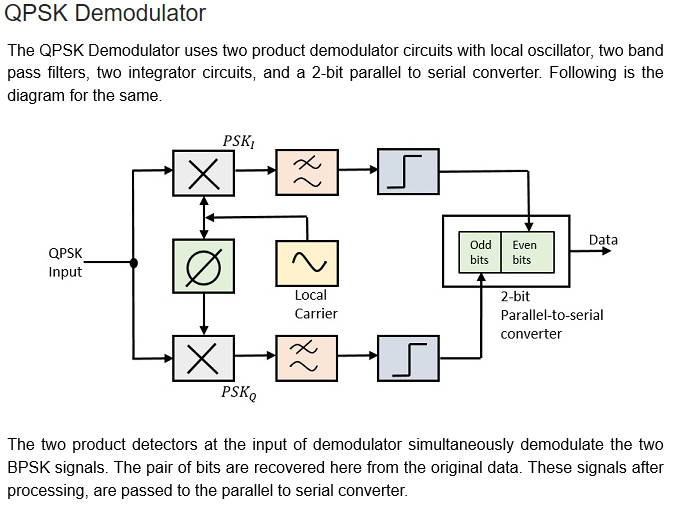 QPSK Demodulator
The QPSK Demodulator uses two product demodulator circuits with local oscillator, two band
pass filters, two integrator circuits, and a 2-bit parallel to serial converter. Following is the
diagram for the same.
PSK_I
QPSK
Input
Local
Carrier
Odd
bits
Even
bits
Data
2-bit
Parallel-to-serial
converter
PSK_Q
The two product detectors at the input of demodulator simultaneously demodulate the two
BPSK signals. The pair of bits are recovered here from the original data. These signals after
processing, are passed to the parallel to serial converter.